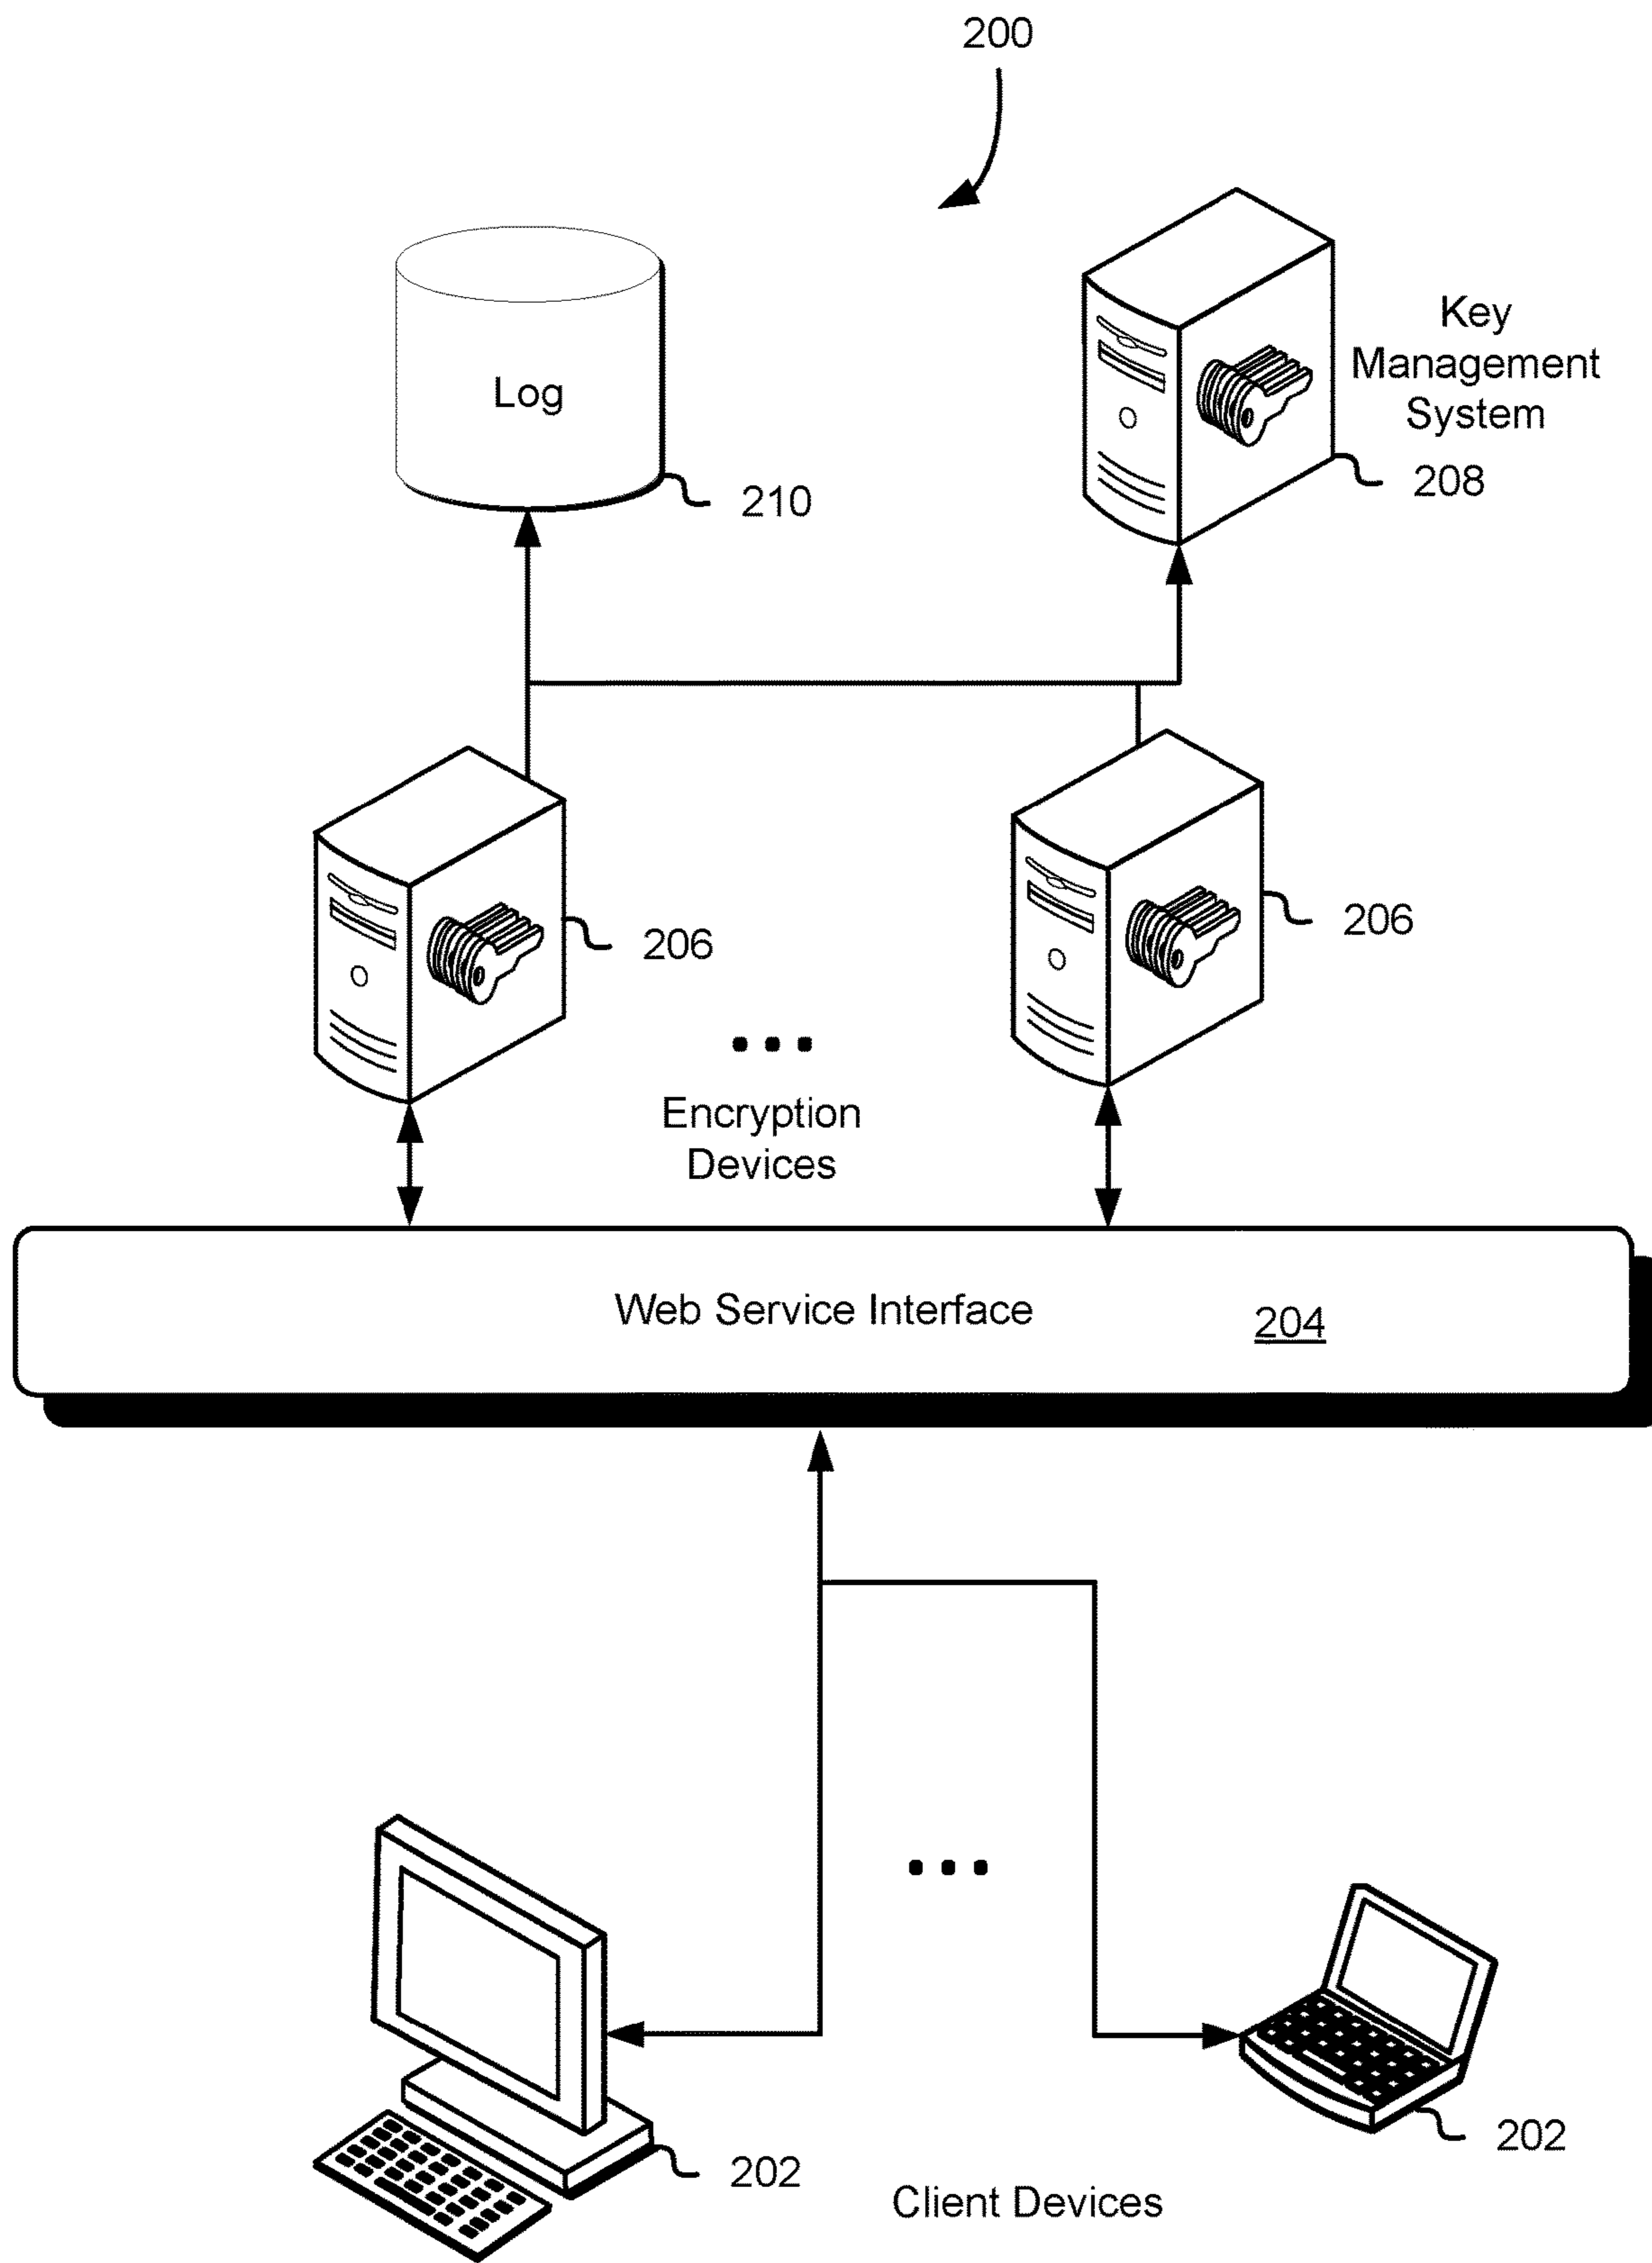 200
Log
210
Key
Management
System
208
206
206
...
Encryption
Devices
Web Service Interface 204
...
202
202
Client Devices